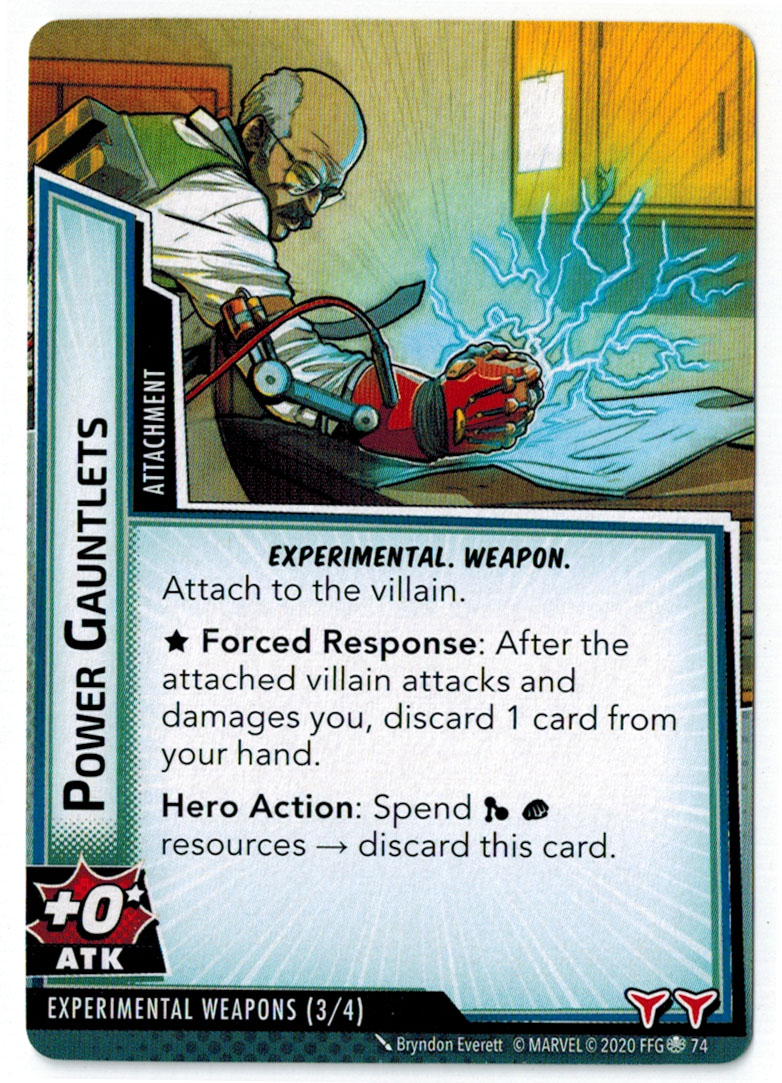 POWER GAUNTLETS
ATTACHMENT
EXPERIMENTAL. WEAPON.
Attach to the villain.
★ Forced Response: After the
attached villain attacks and
damages you, discard 1 card from
your hand.
Hero Action: Spend
resources → discard this card.
+0★
ATK
EXPERIMENTAL WEAPONS (3/4)
Bryndon Everett © MARVEL © 2020 FFG 74